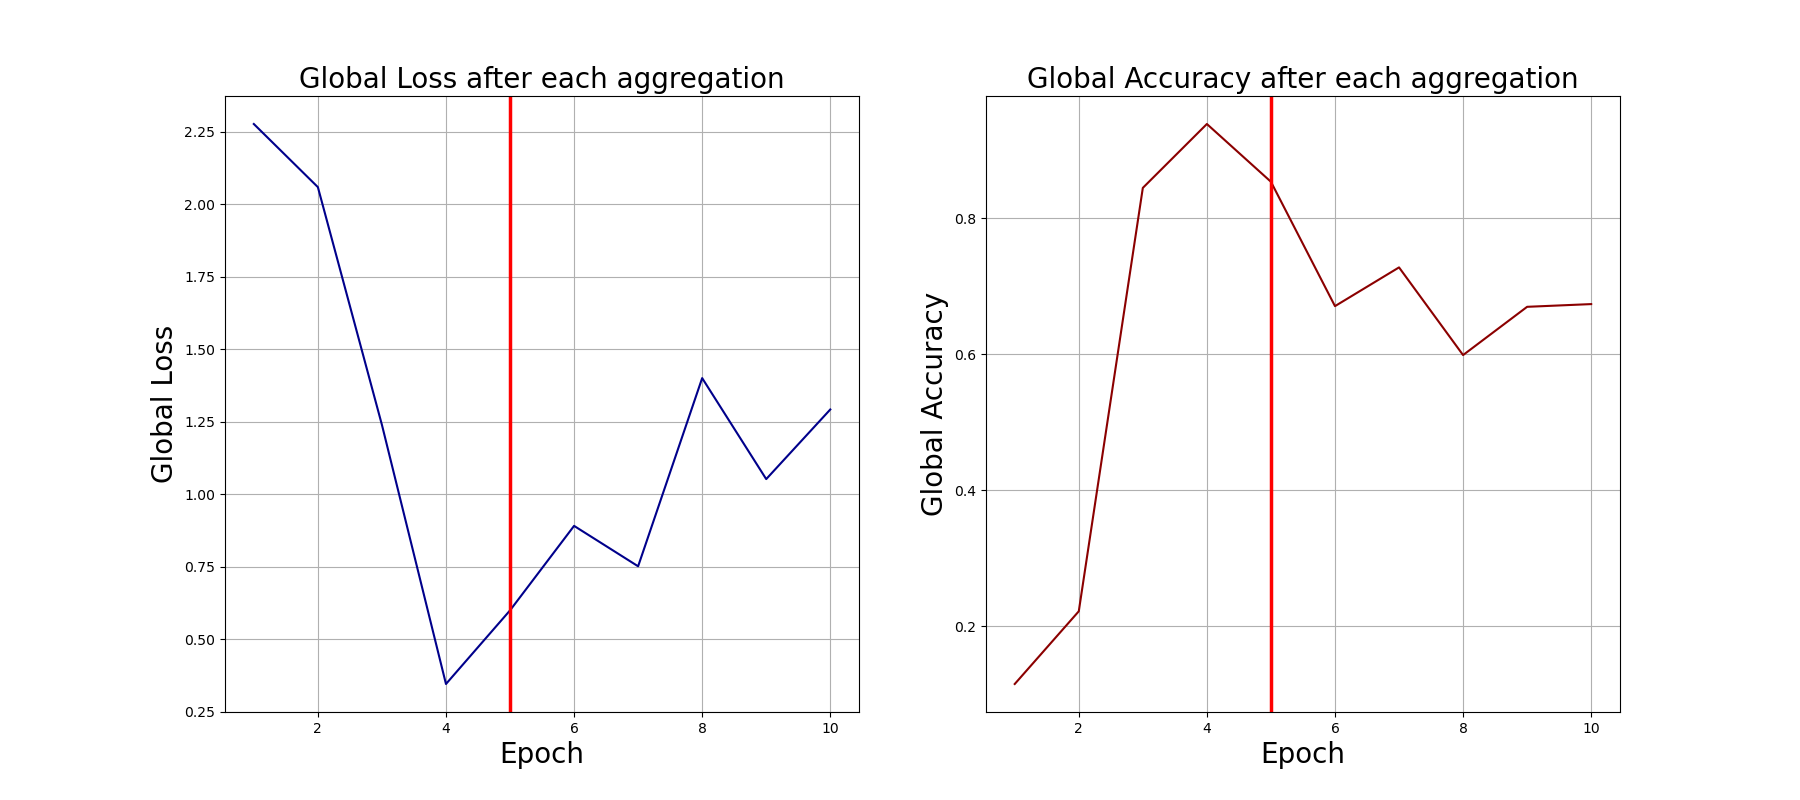 Global Loss after each aggregation
Global Loss
2.25
2.00
1.75
1.50
1.25
1.00
0.75
0.50
0.25
2 4 6 8 10
Epoch
Global Accuracy after each aggregation
Global Accuracy
0.8
0.6
0.4
0.2
2 4 6 8 10
Epoch